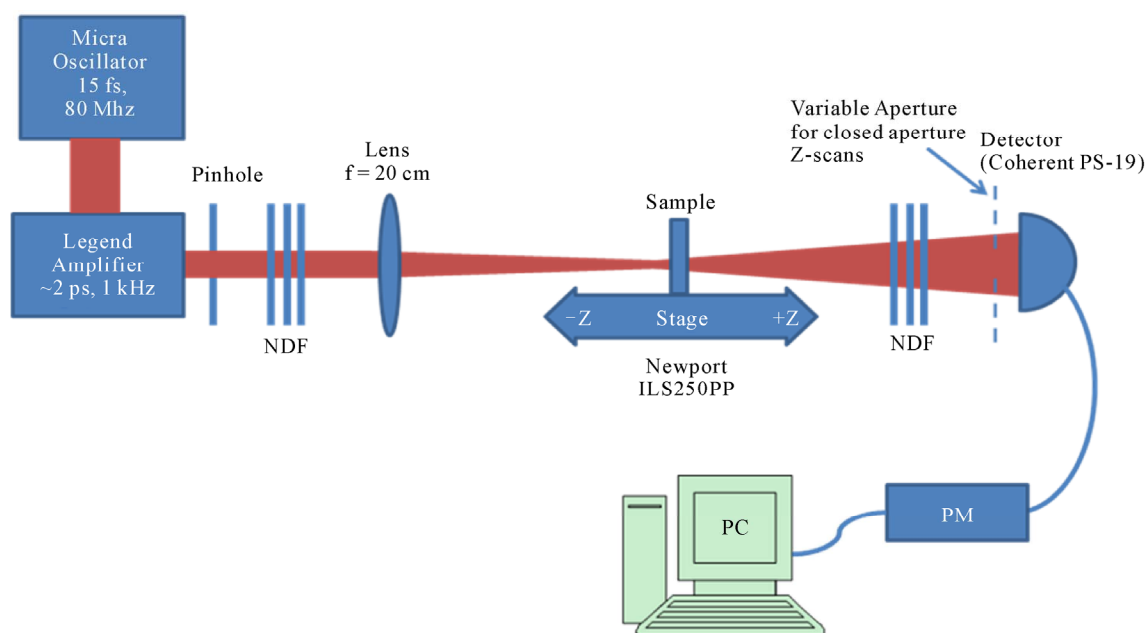 Micra
Oscillator
15 fs,
80 Mhz
Legend
Amplifier
~2 ps, 1 kHz
Pinhole
NDF
Lens
f = 20 cm
Sample
−Z Stage +Z
Newport
ILS250PP
Variable Aperture
for closed aperture
Z-scans
Detector
(Coherent PS-19)
NDF
PC
PM